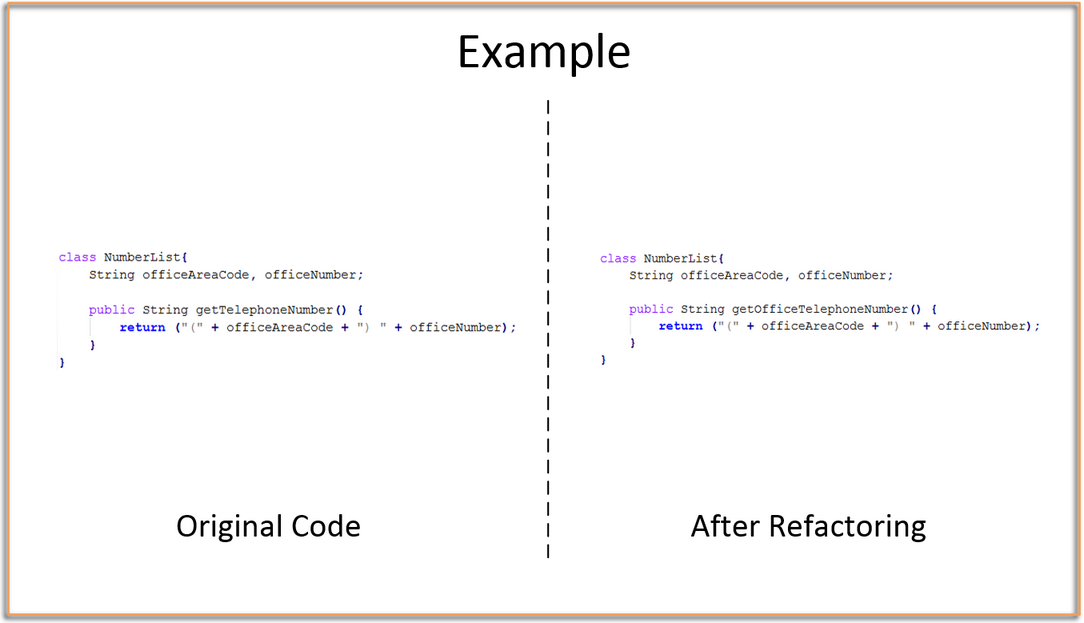 Example
class NumberList{
    String officeAreaCode, officeNumber;
    public String getTelephoneNumber() {
        return ("(" + officeAreaCode + ") " + officeNumber);
    }
}
Original Code
class NumberList{
    String officeAreaCode, officeNumber;
    public String getOfficeTelephoneNumber() {
        return ("(" + officeAreaCode + ") " + officeNumber);
    }
}
After Refactoring